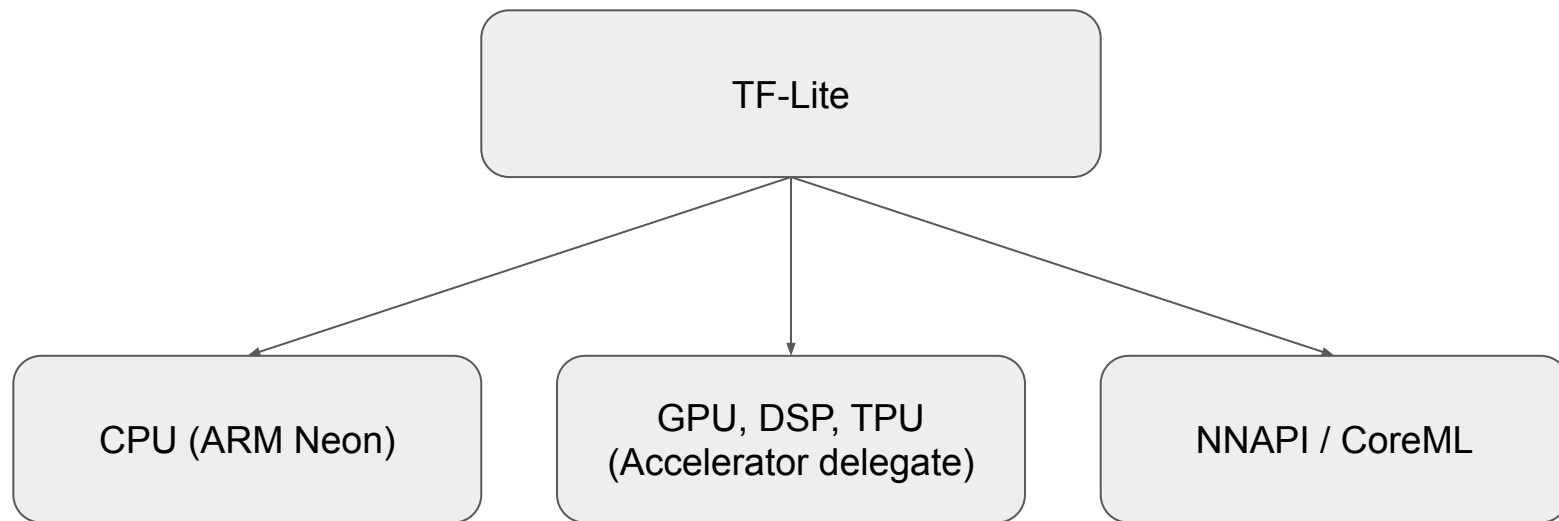 TF-Lite
CPU (ARM Neon)
GPU, DSP, TPU
(Accelerator delegate)
NNAPI / CoreML